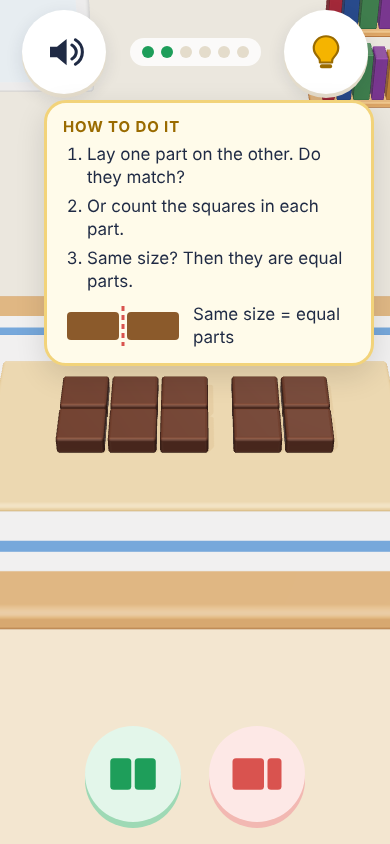 HOW TO DO IT
1. Lay one part on the other. Do
they match?
2. Or count the squares in each
part.
3. Same size? Then they are equal
parts.
Same size = equal
parts